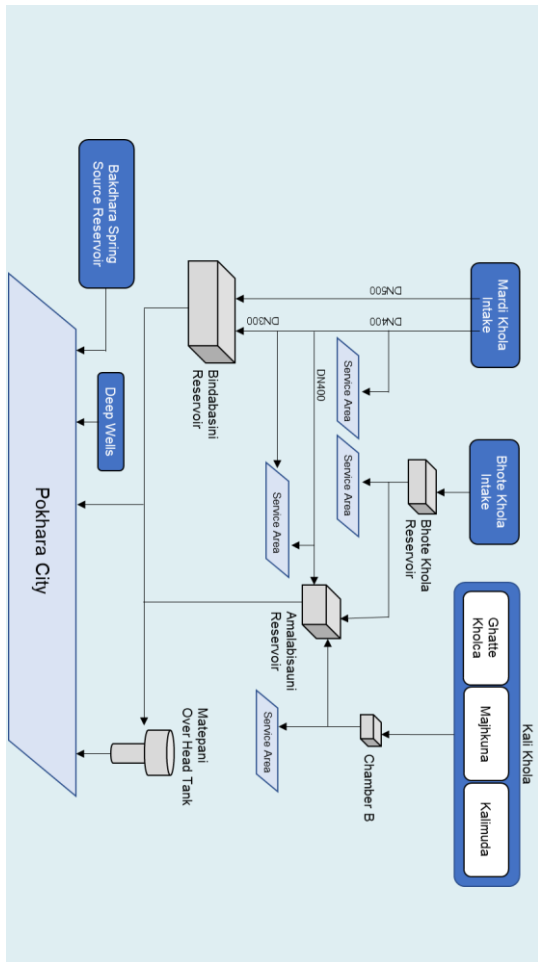 Mardi Khola
Intake
Bhote Khola
Intake
Kali Khola
Ghatte
Kholca
Majhkuna
Kalimuda
DN500
DN400
Service Area
Service Area
Bhote Khola
Reservoir
Chamber B
DN300
DN400
Service Area
Service Area
Amalabisauni
Reservoir
Bindabasini
Reservoir
Bakdhara Spring
Source Reservoir
Deep Wells
Matepani
Over Head Tank
Pokhara City